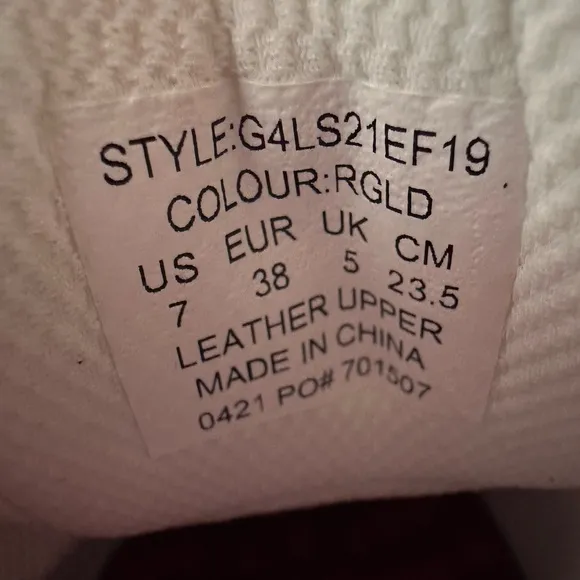 STYLE:G4LS21EF19
COLOUR:RGLD
US EUR UK CM
7 38 5 23.5
LEATHER UPPER
MADE IN CHINA
0421 PO# 701507